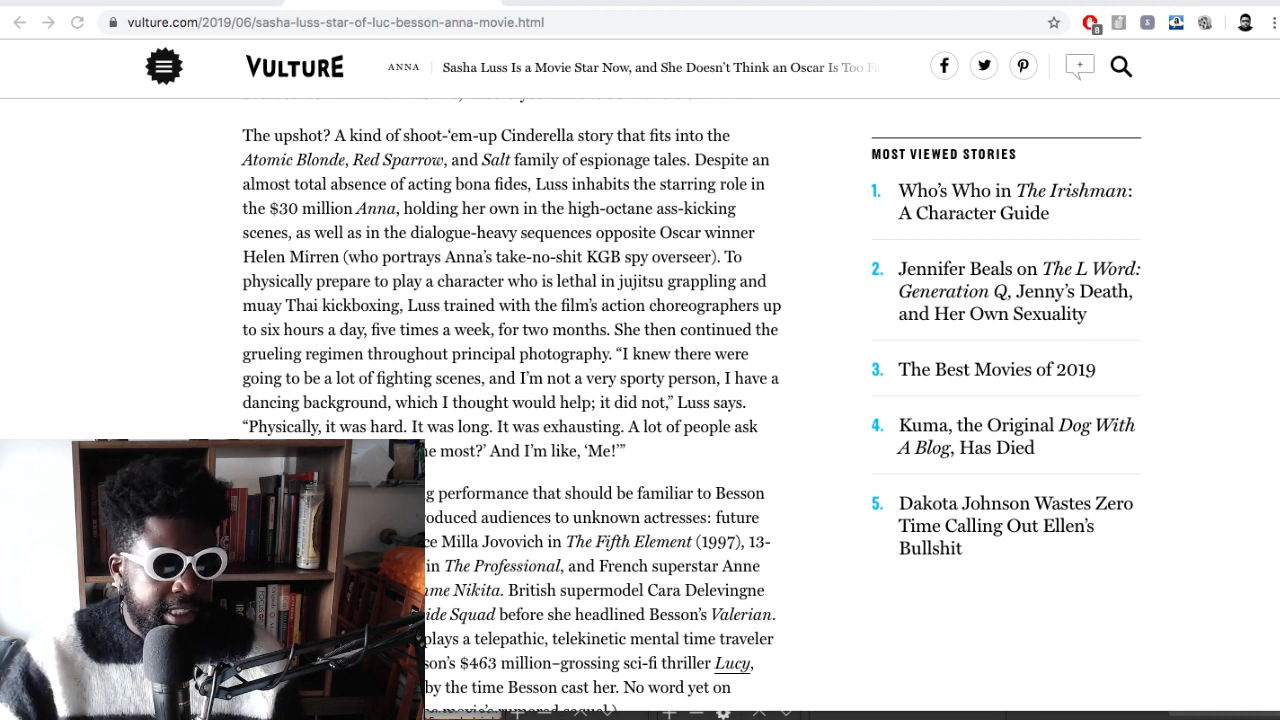 vulture.com/2019/06/sasha-luss-star-of-luc-besson-anna-movie.html
8
VULTURE
ANNA
Sasha Luss Is a Movie Star Now, and She Doesn't Think an Oscar Is Too
The upshot? A kind of shoot-‘em-up Cinderella story that fits into the
Atomic Blonde, Red Sparrow, and Salt family of espionage tales. Despite an
almost total absence of acting bona fides, Luss inhabits the starring role in
the $30 million Anna, holding her own in the high-octane ass-kicking
scenes, as well as in the dialogue-heavy sequences opposite Oscar winner
Helen Mirren (who portrays Anna’s take-no-shit KGB spy overseer). To
physically prepare to play a character who is lethal in jujitsu grappling and
muay Thai kickboxing, Luss trained with the film’s action choreographers up
to six hours a day, five times a week, for two months. She then continued the
grueling regimen throughout principal photography. “I knew there were
going to be a lot of fighting scenes, and I’m not a very sporty person, I have a
dancing background, which I thought would help; it did not,” Luss says.
“Physically, it was hard. It was long. It was exhausting. A lot of people ask
most?’ And I’m like, ‘Me!’”
performance that should be familiar to Besson
audiences to unknown actresses: future
Milla Jovovich in The Fifth Element (1997), 13-
in The Professional, and French superstar Anne
Nikita. British supermodel Cara Delevingne
Squad before she headlined Besson’s Valerian.
plays a telepathic, telekinetic mental time traveler
$463 million–grossing sci-fi thriller Lucy,
by the time Besson cast her. No word yet on
MOST VIEWED STORIES
1. Who’s Who in The Irishman:
A Character Guide
2. Jennifer Beals on The L Word:
Generation Q, Jenny’s Death,
and Her Own Sexuality
3. The Best Movies of 2019
4. Kuma, the Original Dog With
A Blog, Has Died
5. Dakota Johnson Wastes Zero
Time Calling Out Ellen’s
Bullshit